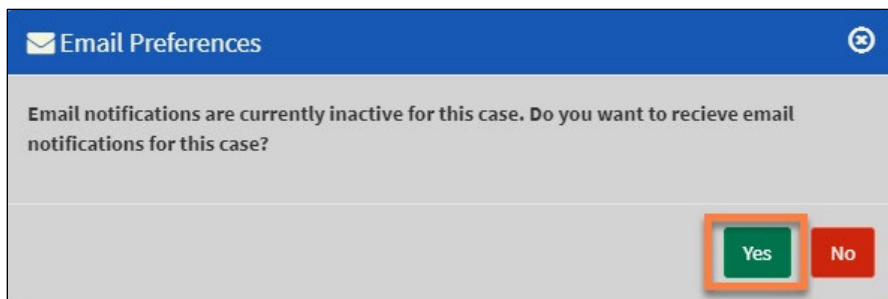 Email Preferences
Email notifications are currently inactive for this case. Do you want to recieve email
notifications for this case?
Yes No